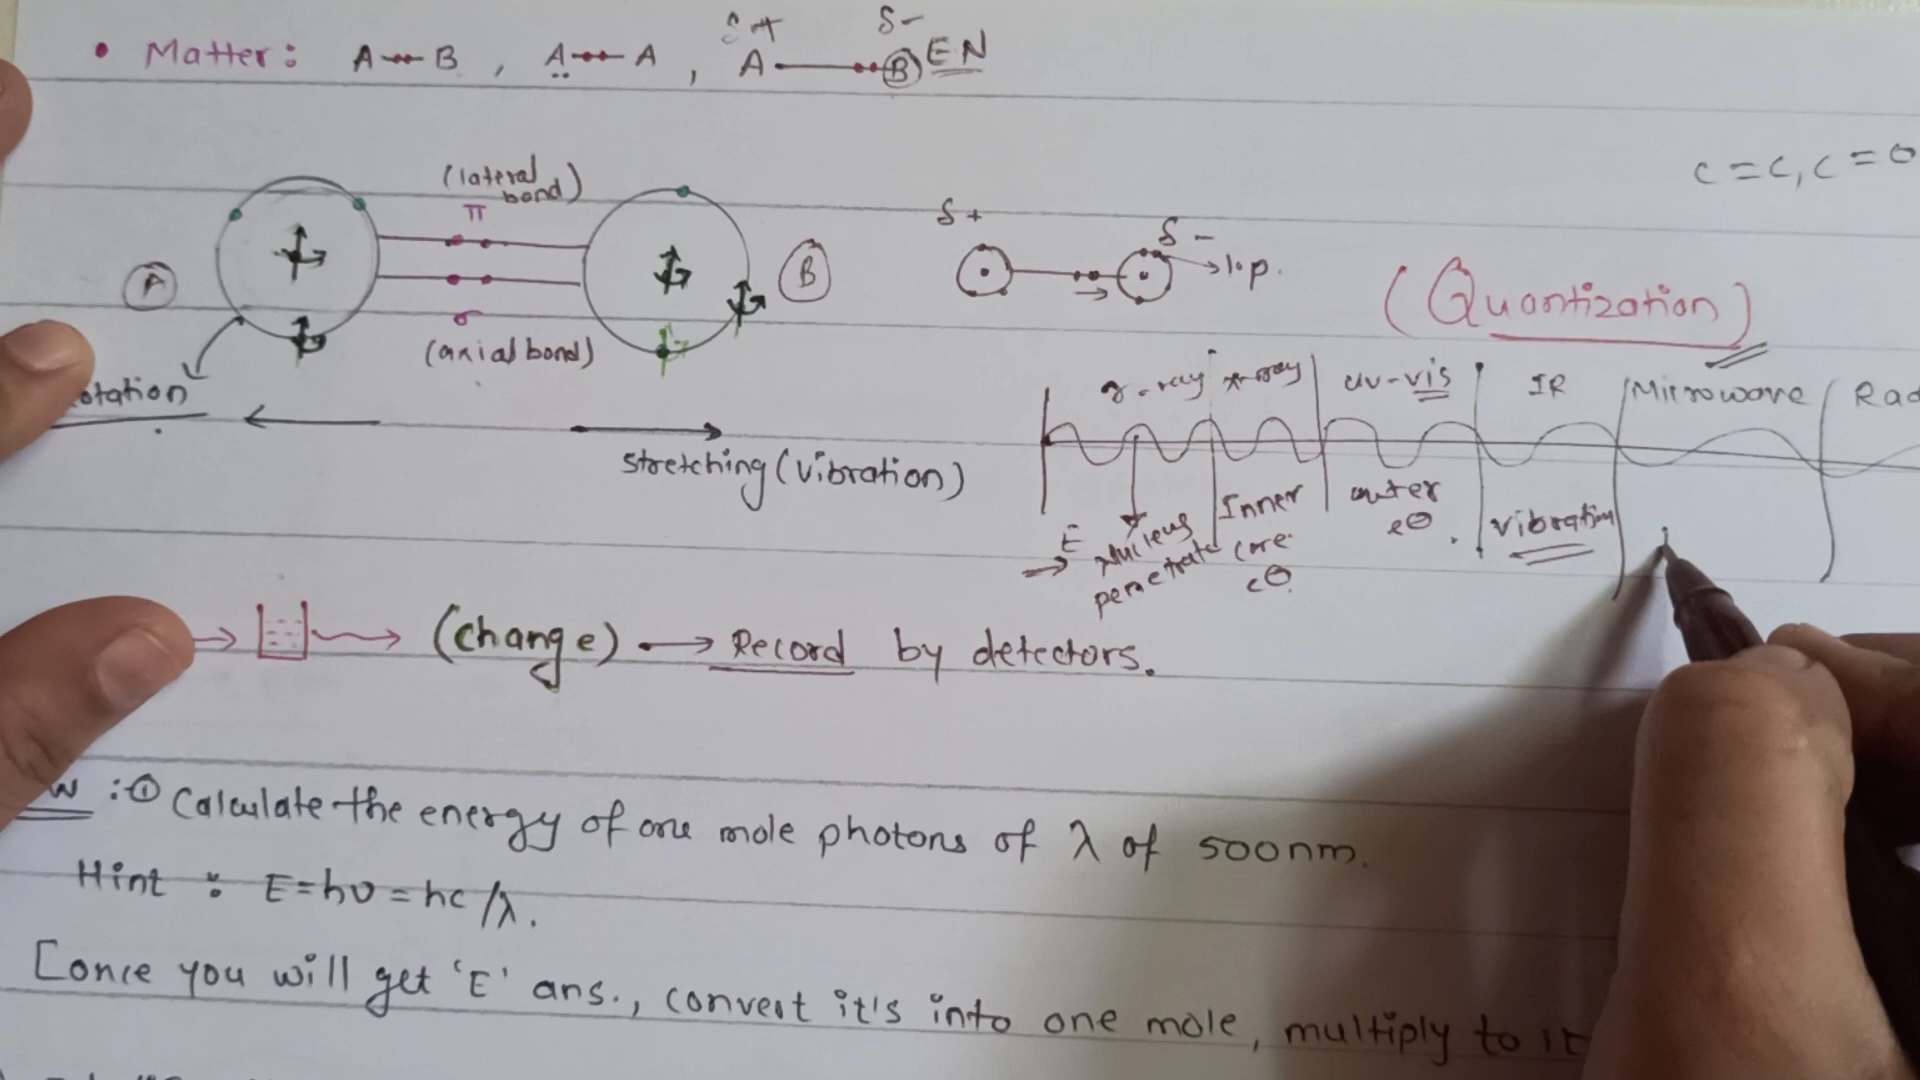 • Matter: A—B , A—A , δ+ A——B δ- EN
C=C, C=O
(lateral bond)
π
A
B
σ
(axial bond)
otation
stretching (vibration)
δ+
δ-
l.p.
(Quantization)
γ-ray x-ray uv-vis IR Microwave Rad
E
Nucleus penetrate
Inner core e⊖.
outer e⊖.
vibration
(change) → Record by detectors.
W :① Calculate the energy of one mole photons of λ of 500nm.
Hint : E=hυ = hc/λ.
[once you will get 'E' ans., convert it's into one mole, multiply to it